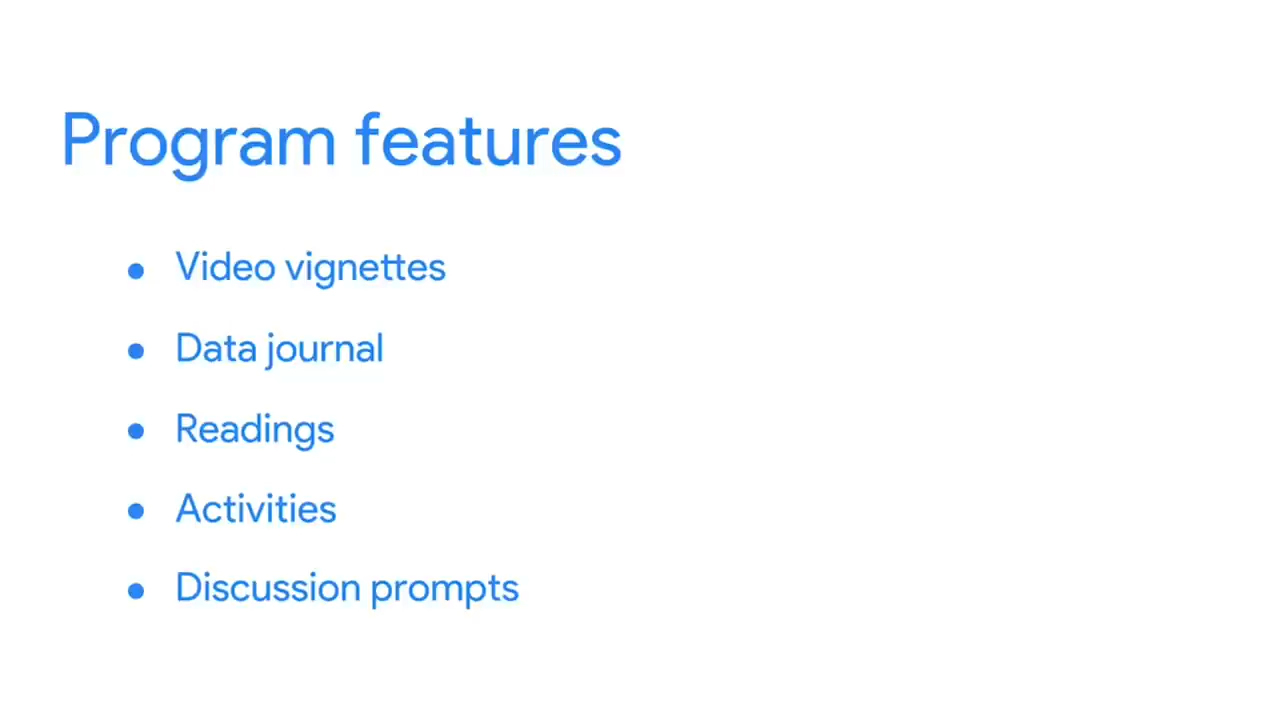 Program features
● Video vignettes
● Data journal
● Readings
● Activities
● Discussion prompts